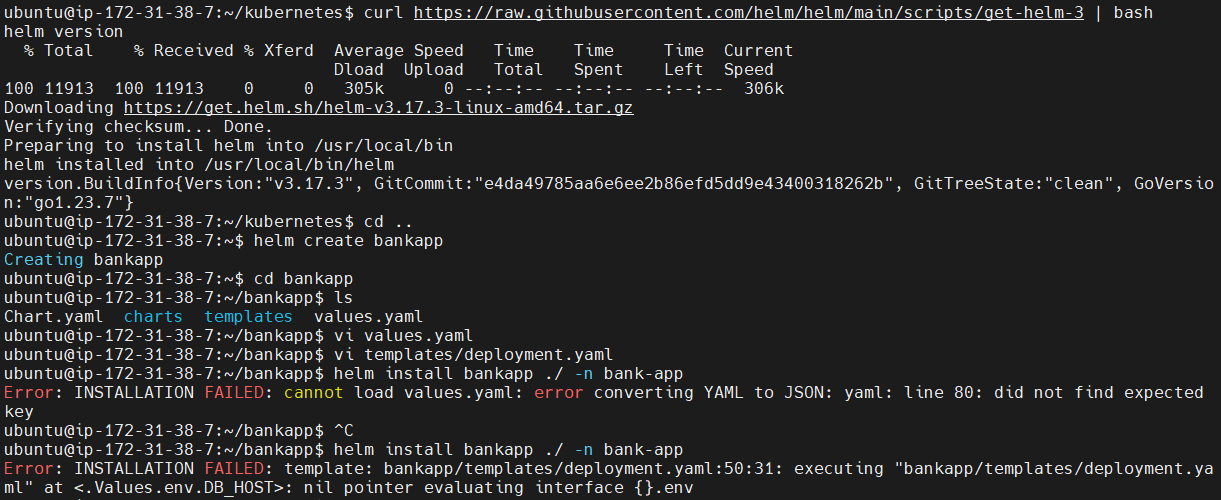 ubuntu@ip-172-31-38-7:~/kubernetes$ curl https://raw.githubusercontent.com/helm/helm/main/scripts/get-helm-3 | bash
helm version
  % Total    % Received % Xferd  Average Speed   Time    Time     Time  Current
                                 Dload  Upload   Total   Spent    Left  Speed
100 11913  100 11913    0     0   305k      0 --:--:-- --:--:-- --:--:--  306k
Downloading https://get.helm.sh/helm-v3.17.3-linux-amd64.tar.gz
Verifying checksum... Done.
Preparing to install helm into /usr/local/bin
helm installed into /usr/local/bin/helm
version.BuildInfo{Version:"v3.17.3", GitCommit:"e4da49785aa6e6ee2b86efd5dd9e43400318262b", GitTreeState:"clean", GoVersio
n:"go1.23.7"}
ubuntu@ip-172-31-38-7:~/kubernetes$ cd ..
ubuntu@ip-172-31-38-7:~$ helm create bankapp
Creating bankapp
ubuntu@ip-172-31-38-7:~$ cd bankapp
ubuntu@ip-172-31-38-7:~/bankapp$ ls
Chart.yaml  charts  templates  values.yaml
ubuntu@ip-172-31-38-7:~/bankapp$ vi values.yaml
ubuntu@ip-172-31-38-7:~/bankapp$ vi templates/deployment.yaml
ubuntu@ip-172-31-38-7:~/bankapp$ helm install bankapp ./ -n bank-app
Error: INSTALLATION FAILED: cannot load values.yaml: error converting YAML to JSON: yaml: line 80: did not find expected
key
ubuntu@ip-172-31-38-7:~/bankapp$ ^C
ubuntu@ip-172-31-38-7:~/bankapp$ helm install bankapp ./ -n bank-app
Error: INSTALLATION FAILED: template: bankapp/templates/deployment.yaml:50:31: executing "bankapp/templates/deployment.ya
ml" at <.Values.env.DB_HOST>: nil pointer evaluating interface {}.env